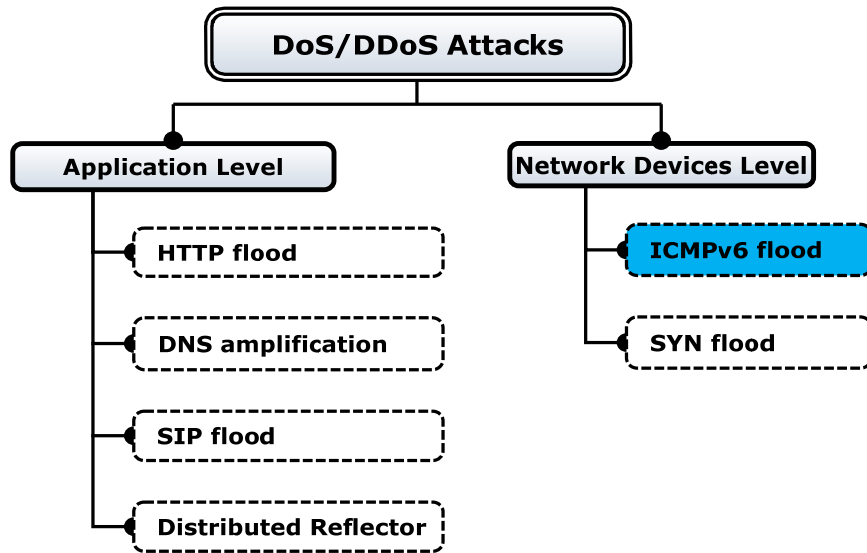 DoS/DDoS Attacks
Application Level
HTTP flood
DNS amplification
SIP flood
Distributed Reflector
Network Devices Level
ICMPv6 flood
SYN flood